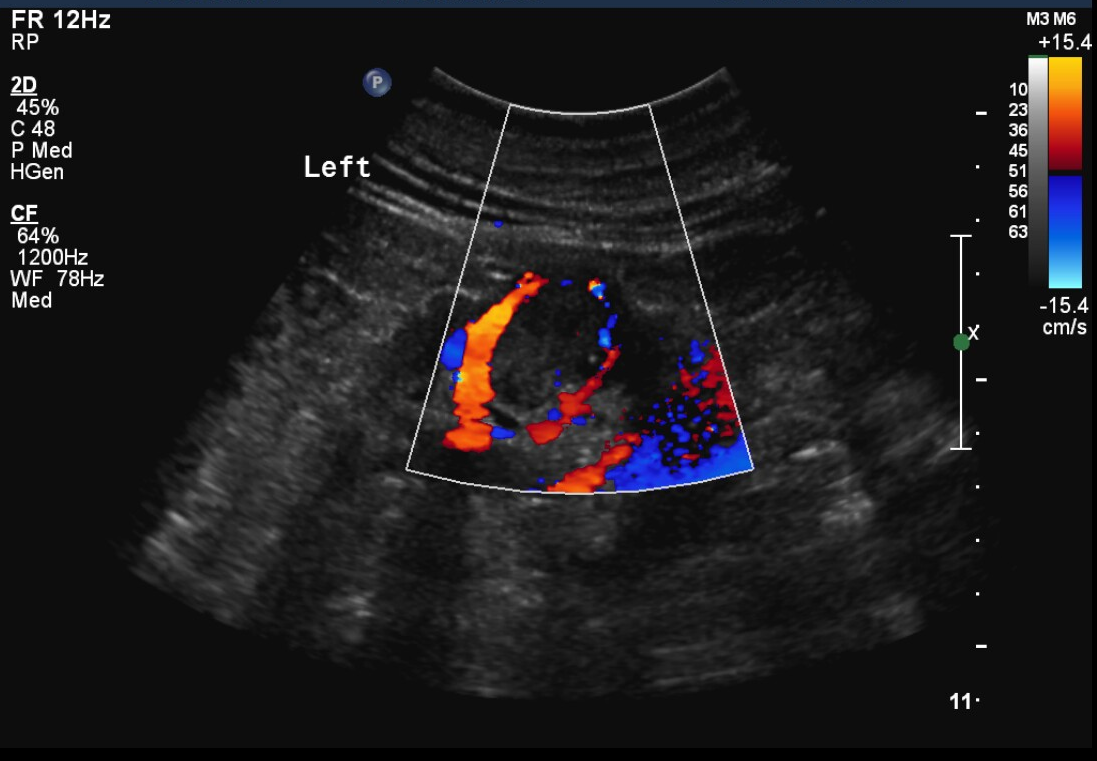 FR 12Hz
RP
2D
45%
C 48
P Med
HGen
CF
64%
1200Hz
WF 78Hz
Med
P
Left
M3 M6
+15.4
10
23
36
45
51
56
61
63
-15.4
cm/s
X
11